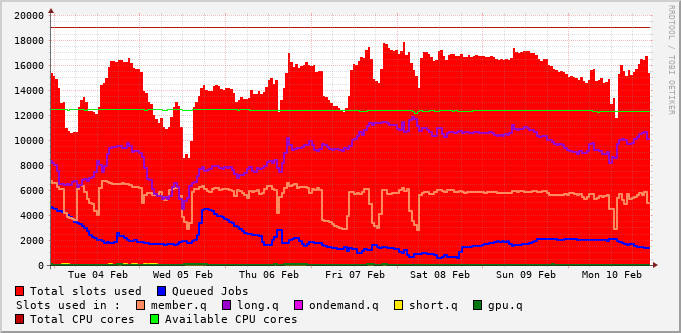 20000
18000
16000
14000
12000
10000
8000
6000
4000
2000
0
Tue 04 Feb Wed 05 Feb Thu 06 Feb Fri 07 Feb Sat 08 Feb Sun 09 Feb Mon 10 Feb
Total slots used Queued Jobs
Slots used in : member.q long.q ondemand.q short.q gpu.q
Total CPU cores Available CPU cores
RRDTOOL / TOBI OETIKER